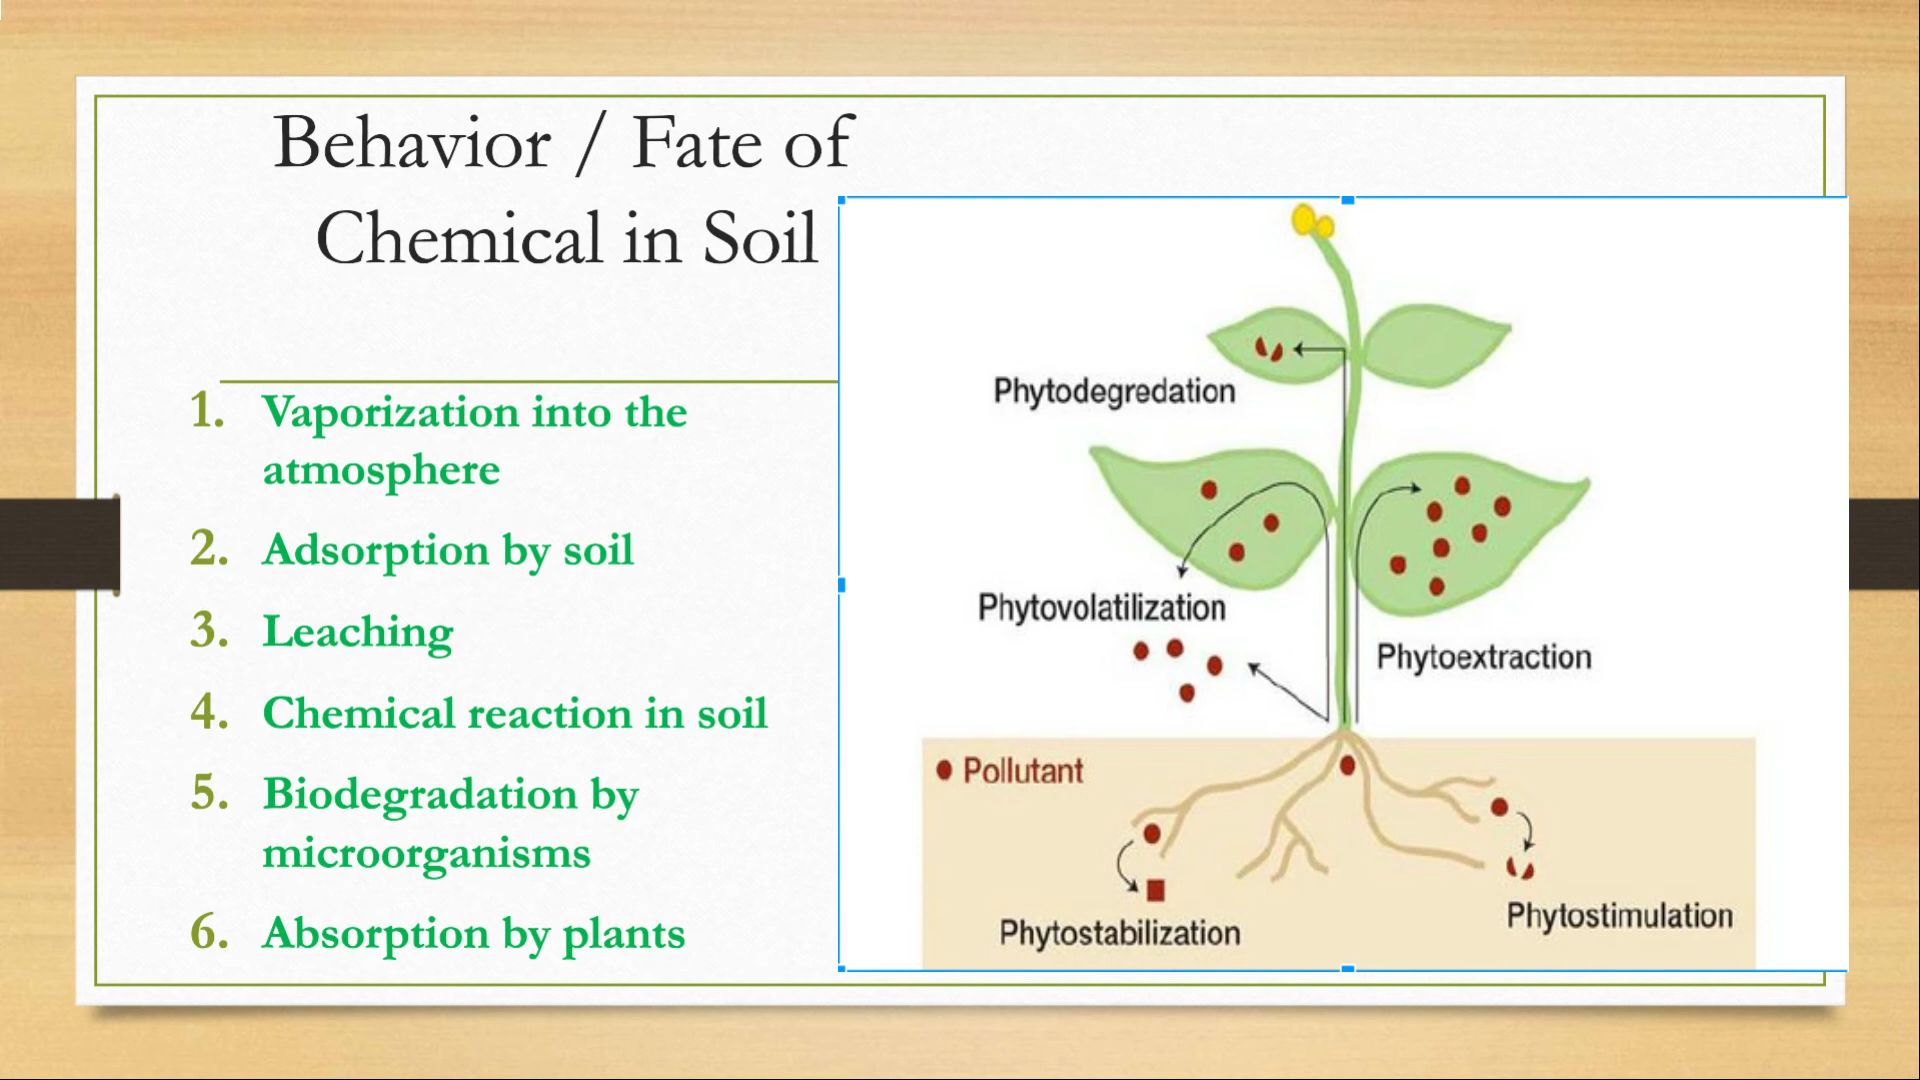 Behavior / Fate of
Chemical in Soil
1. Vaporization into the
atmosphere
2. Adsorption by soil
3. Leaching
4. Chemical reaction in soil
5. Biodegradation by
microorganisms
6. Absorption by plants
Phytodegredation
Phytovolatilization
Phytoextraction
Pollutant
Phytostabilization
Phytostimulation